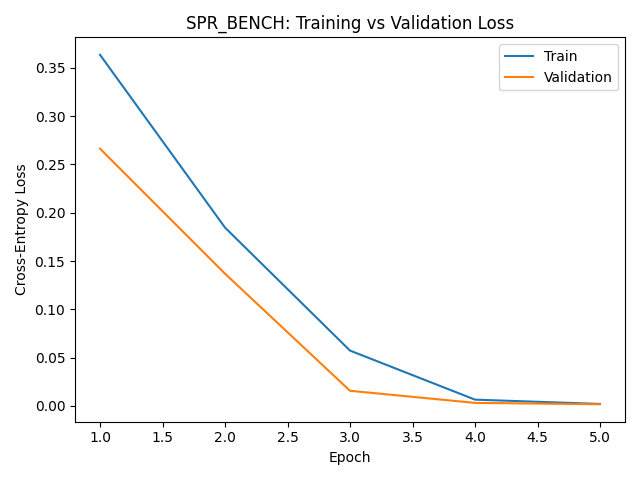 SPR_BENCH: Training vs Validation Loss
Train
Validation
Cross-Entropy Loss
0.35
0.30
0.25
0.20
0.15
0.10
0.05
0.00
1.0 1.5 2.0 2.5 3.0 3.5 4.0 4.5 5.0
Epoch